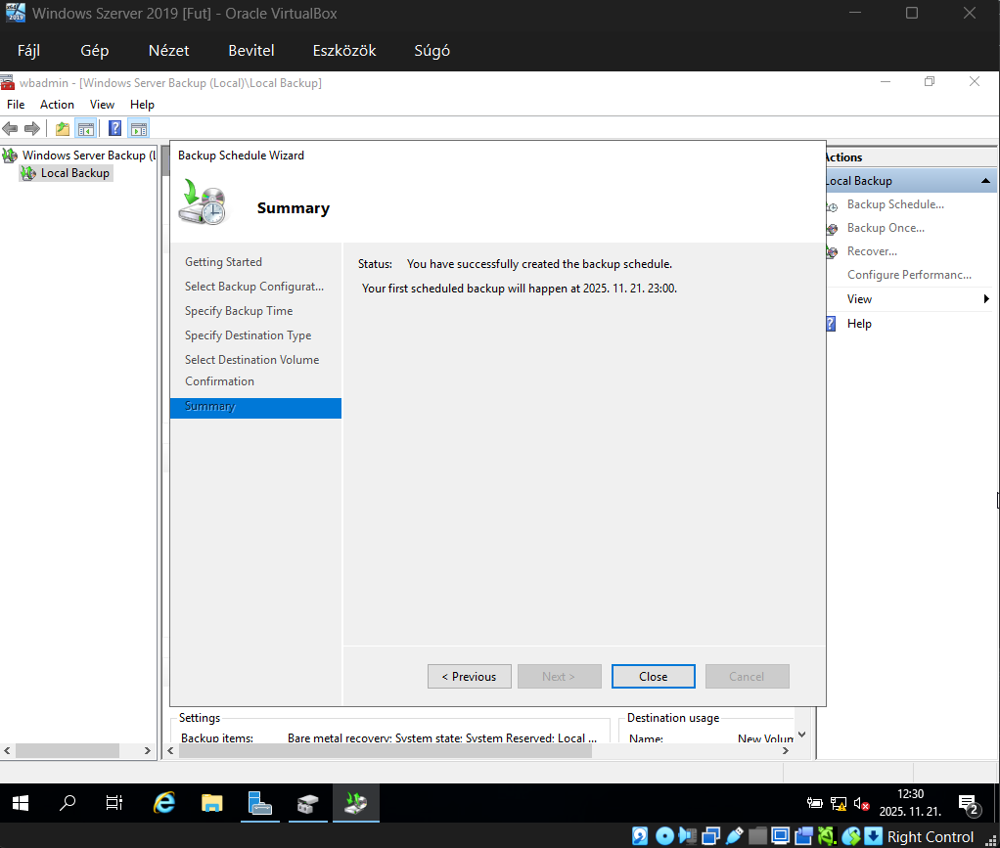 Windows Szerver 2019 [Fut] - Oracle VirtualBox
Fájl Gép Nézet Bevitel Eszközök Súgó
wbadmin - [Windows Server Backup (Local)\Local Backup]
File Action View Help
Windows Server Backup (L
Local Backup
Backup Schedule Wizard
Summary
Getting Started
Select Backup Configurat...
Specify Backup Time
Specify Destination Type
Select Destination Volume
Confirmation
Summary
Status: You have successfully created the backup schedule.
Your first scheduled backup will happen at 2025. 11. 21. 23:00.
< Previous Next > Close Cancel
Actions
Local Backup
Backup Schedule...
Backup Once...
Recover...
Configure Performanc...
View
Help
Settings
Backup items: Bare metal recovery; System state; System Reserved; Local ...
Destination usage
Name: New Volum
12:30
2025. 11. 21.
2
Right Control